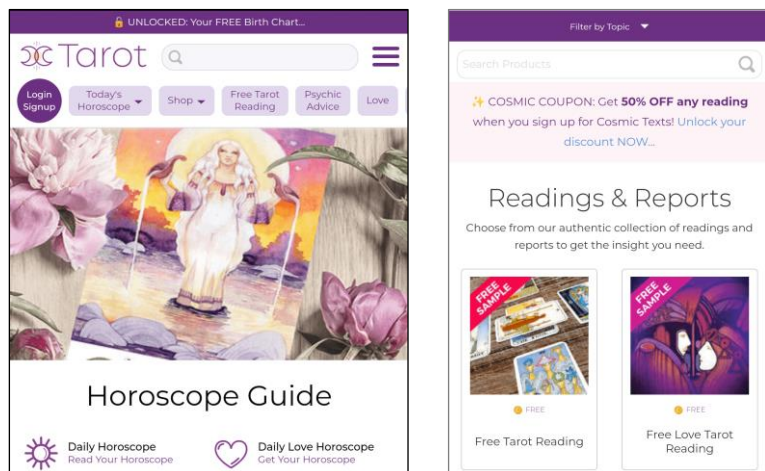 🔓 UNLOCKED: Your FREE Birth Chart...
Tarot
Login
Signup
Today's
Horoscope
Shop
Free Tarot
Reading
Psychic
Advice
Love
Horoscope Guide
Daily Horoscope
Read Your Horoscope
Daily Love Horoscope
Get Your Horoscope
Filter by Topic
Search Products
✨ COSMIC COUPON: Get 50% OFF any reading
when you sign up for Cosmic Texts! Unlock your
discount NOW...
Readings & Reports
Choose from our authentic collection of readings and
reports to get the insight you need.
FREE
SAMPLE
FREE
Free Tarot Reading
FREE
SAMPLE
FREE
Free Love Tarot
Reading